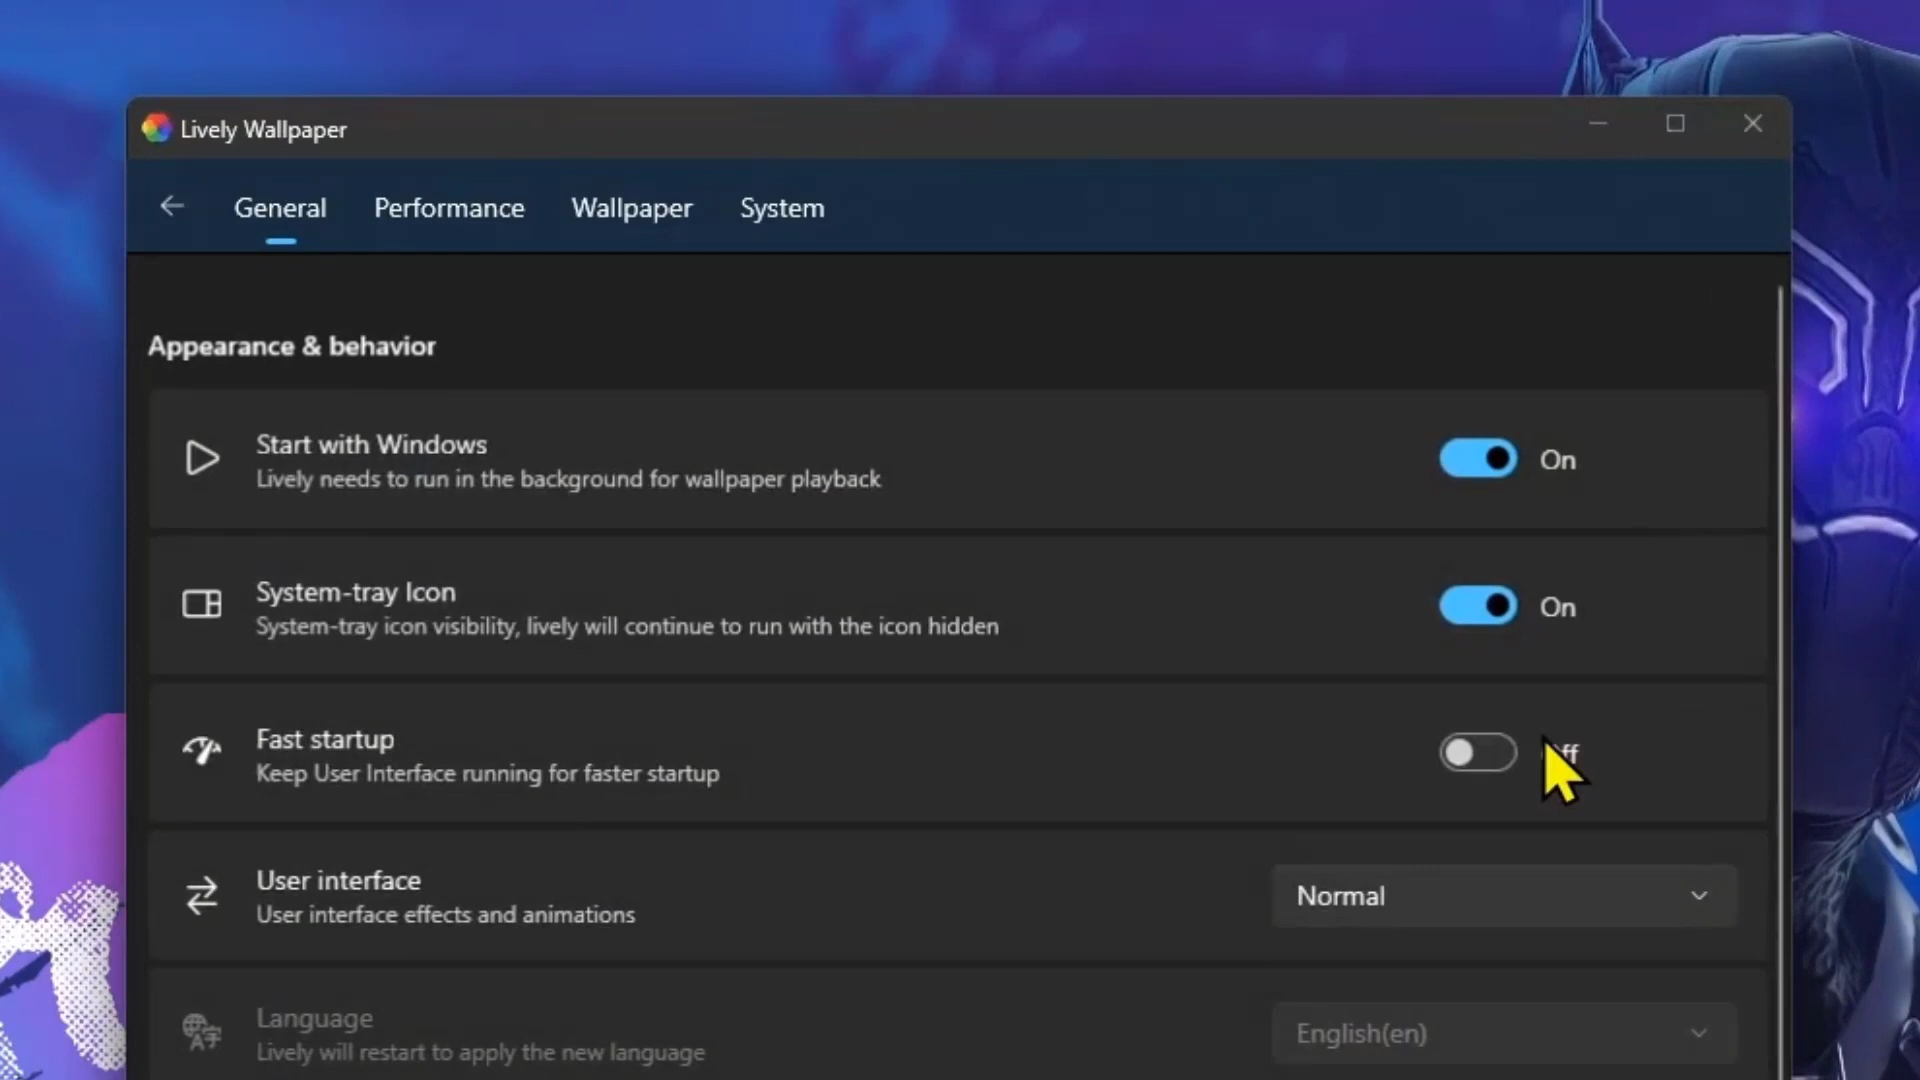 Lively Wallpaper
General Performance Wallpaper System
Appearance & behavior
Start with Windows
Lively needs to run in the background for wallpaper playback
On
System-tray Icon
System-tray icon visibility, lively will continue to run with the icon hidden
On
Fast startup
Keep User Interface running for faster startup
User interface
User interface effects and animations
Normal
Language
Lively will restart to apply the new language
English(en)